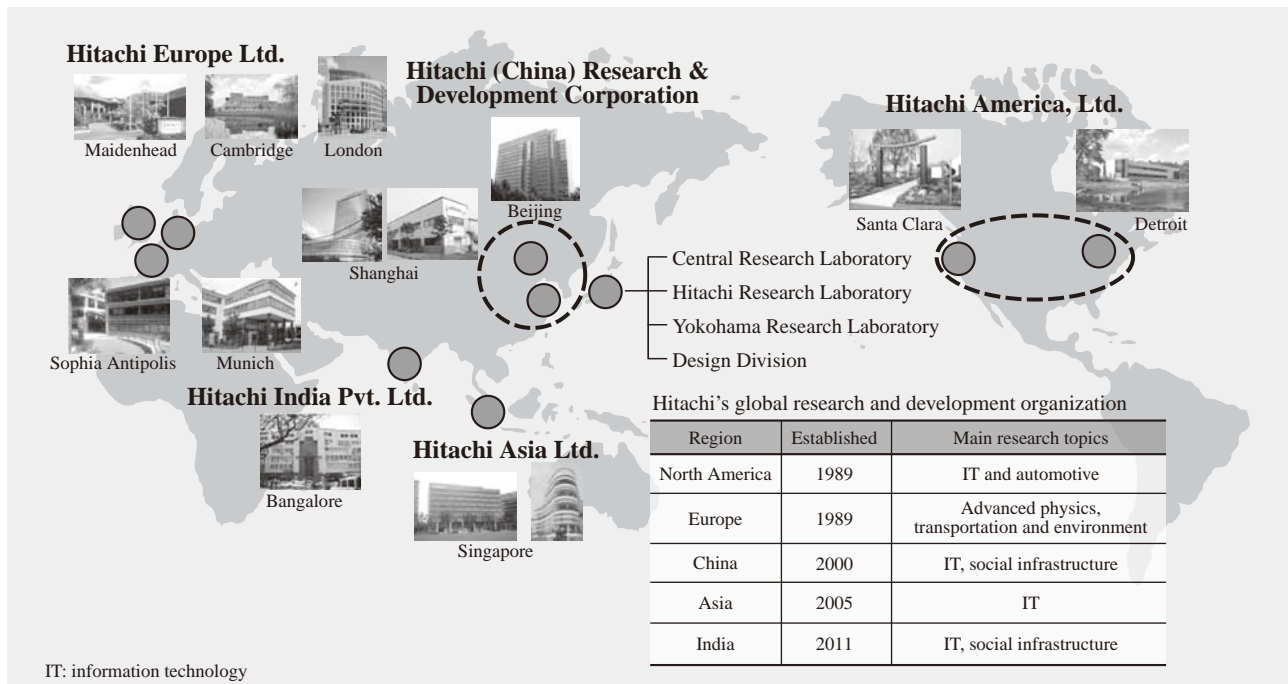 Hitachi Europe Ltd.
Maidenhead
Cambridge
London
Hitachi (China) Research &
Development Corporation
Beijing
Shanghai
Hitachi America, Ltd.
Santa Clara
Detroit
Sophia Antipolis
Munich
Central Research Laboratory
Hitachi Research Laboratory
Yokohama Research Laboratory
Design Division
Hitachi India Pvt. Ltd.
Bangalore
Hitachi Asia Ltd.
Singapore
Hitachi's global research and development organization
Region Established Main research topics
North America 1989 IT and automotive
Europe 1989 Advanced physics,
transportation and environment
China 2000 IT, social infrastructure
Asia 2005 IT
India 2011 IT, social infrastructure
IT: information technology